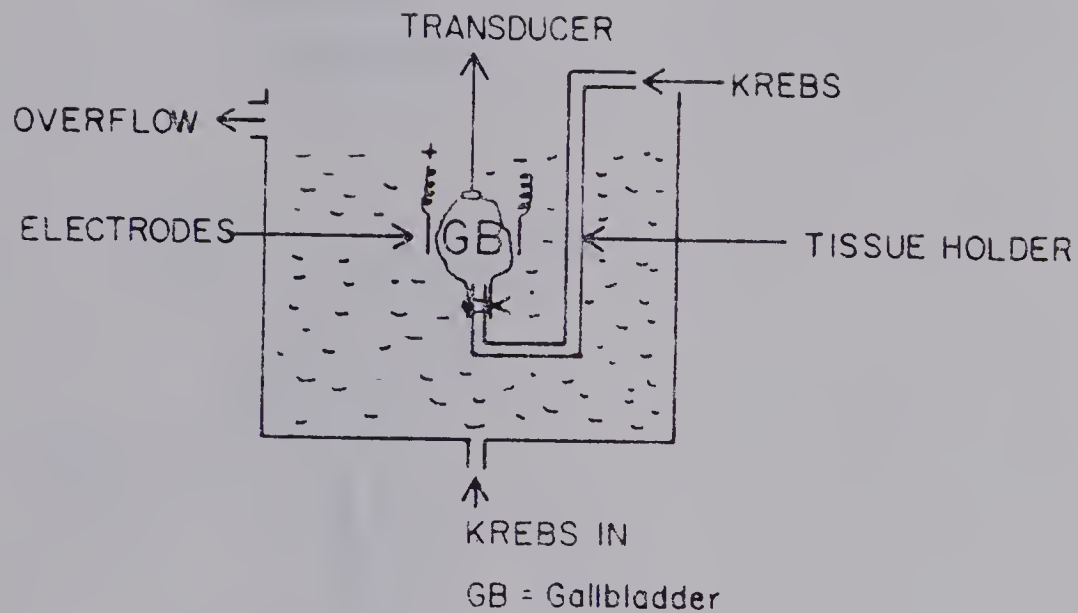 TRANSDUCER
KREBS
OVERFLOW
+ -
ELECTRODES
GB
TISSUE HOLDER
KREBS IN
GB = Gallbladder